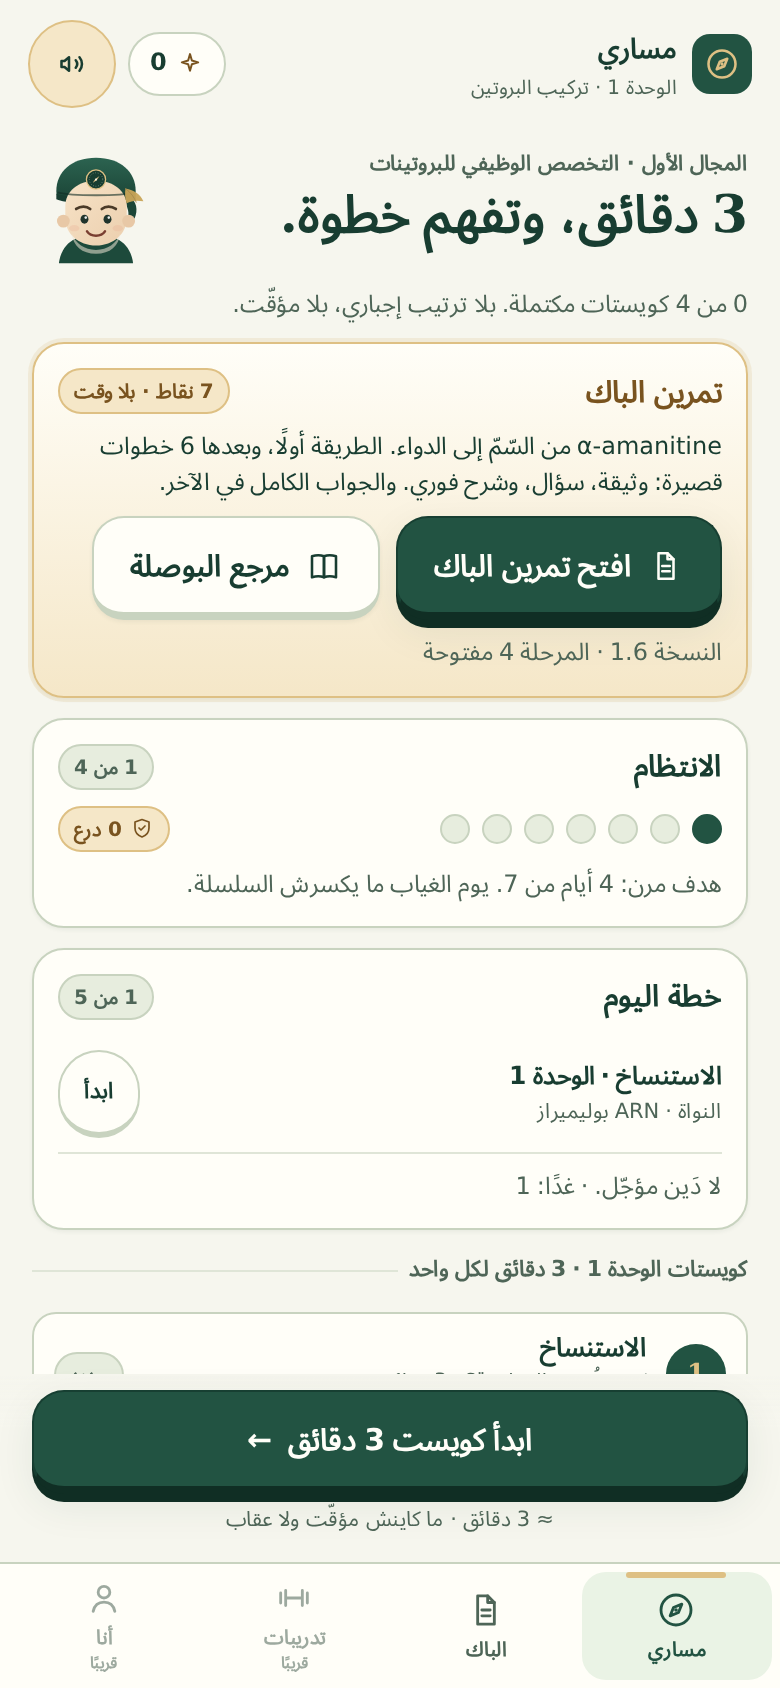 مساري
الوحدة 1 · تركيب البروتين
0
المجال الأول · التخصص الوظيفي للبروتينات
3 دقائق، وتفهم خطوة.
0 من 4 كويستات مكتملة. بلا ترتيب إجباري، بلا مؤقّت.
تمرين الباك
7 نقاط · بلا وقت
α-amanitine من السّمّ إلى الدواء. الطريقة أولًا، وبعدها 6 خطوات
قصيرة: وثيقة، سؤال، وشرح فوري. والجواب الكامل في الآخر.
افتح تمرين الباك
مرجع البوصلة
النسخة 1.6 · المرحلة 4 مفتوحة
الانتظام
1 من 4
0 درع
هدف مرن: 4 أيام من 7. يوم الغياب ما يكسرش السلسلة.
خطة اليوم
1 من 5
الاستنساخ · الوحدة 1
النواة · ARN بوليميراز
ابدأ
لا دَين مؤجّل. · غدًا: 1
كويستات الوحدة 1 · 3 دقائق لكل واحد
الاستنساخ
1
ابدأ كويست 3 دقائق ←
≈ 3 دقائق · ما كاينش مؤقّت ولا عقاب
مساري
الباك
تدريبات
قريبًا
أنا
قريبًا